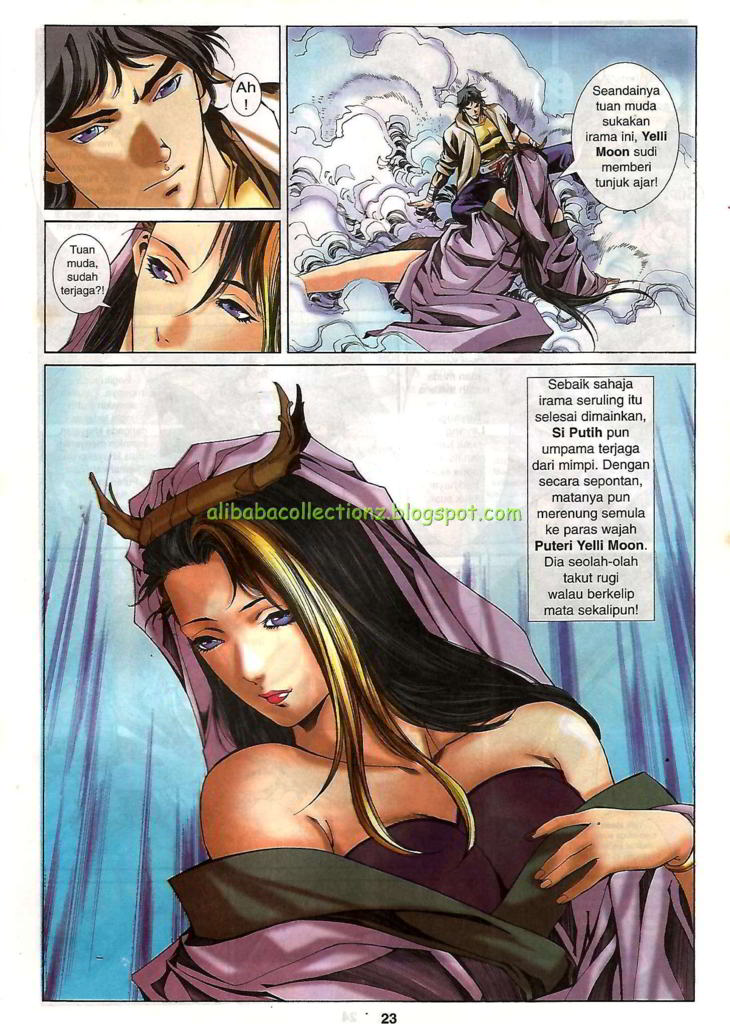 Ah
!
Seandainya
tuan muda
sukakan
irama ini, Yelli
Moon sudi
memberi
tunjuk ajar!
Tuan
muda,
sudah
terjaga?!
Sebaik sahaja
irama seruling itu
selesai dimainkan,
Si Putih pun
umpama terjaga
dari mimpi. Dengan
secara sepontan,
matanya pun
merenung semula
ke paras wajah
Puteri Yelli Moon.
Dia seolah-olah
takut rugi
walau berkelip
mata sekalipun!
alibabacollectionz.blogspot.com
23